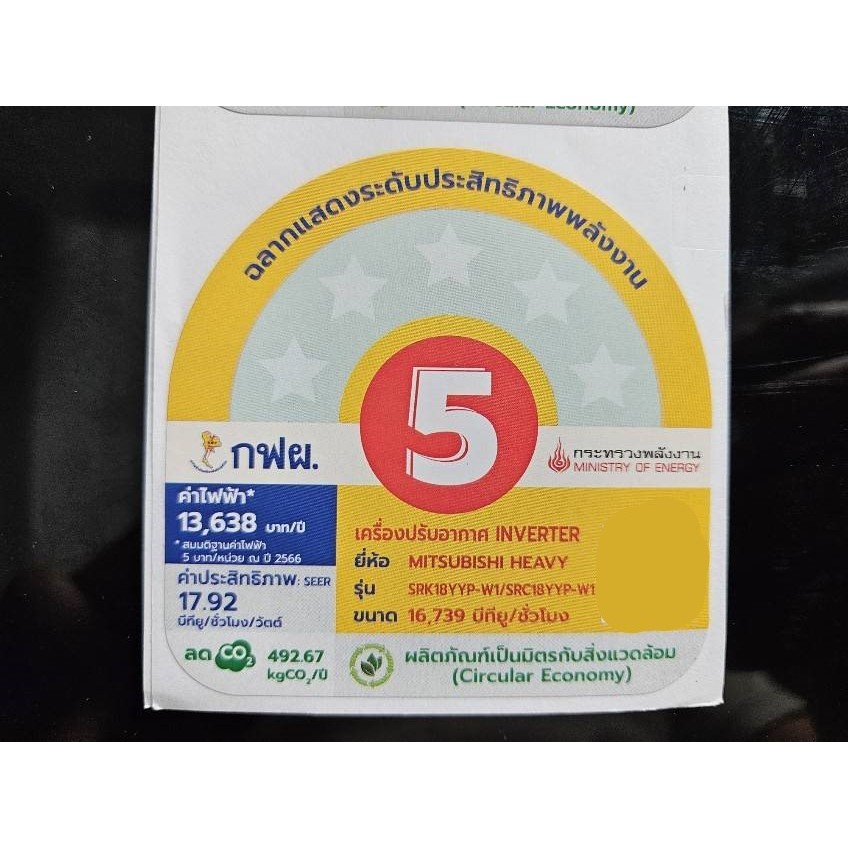 (Circular Economy)
ฉลากแสดงระดับประสิทธิภาพพลังงาน
5
กฟผ.
กระทรวงพลังงาน
MINISTRY OF ENERGY
ค่าไฟฟ้า*
13,638 บาท/ปี
* สมมติฐานค่าไฟฟ้า
5 บาท/หน่วย ณ ปี 2566
ค่าประสิทธิภาพ: SEER
17.92
บีทียู/ชั่วโมง/วัตต์
เครื่องปรับอากาศ INVERTER
ยี่ห้อ MITSUBISHI HEAVY
รุ่น SRK18YYP-W1/SRC18YYP-W1
ขนาด 16,739 บีทียู/ชั่วโมง
ลด CO2 492.67
kgCO2/ปี
ผลิตภัณฑ์เป็นมิตรกับสิ่งแวดล้อม
(Circular Economy)